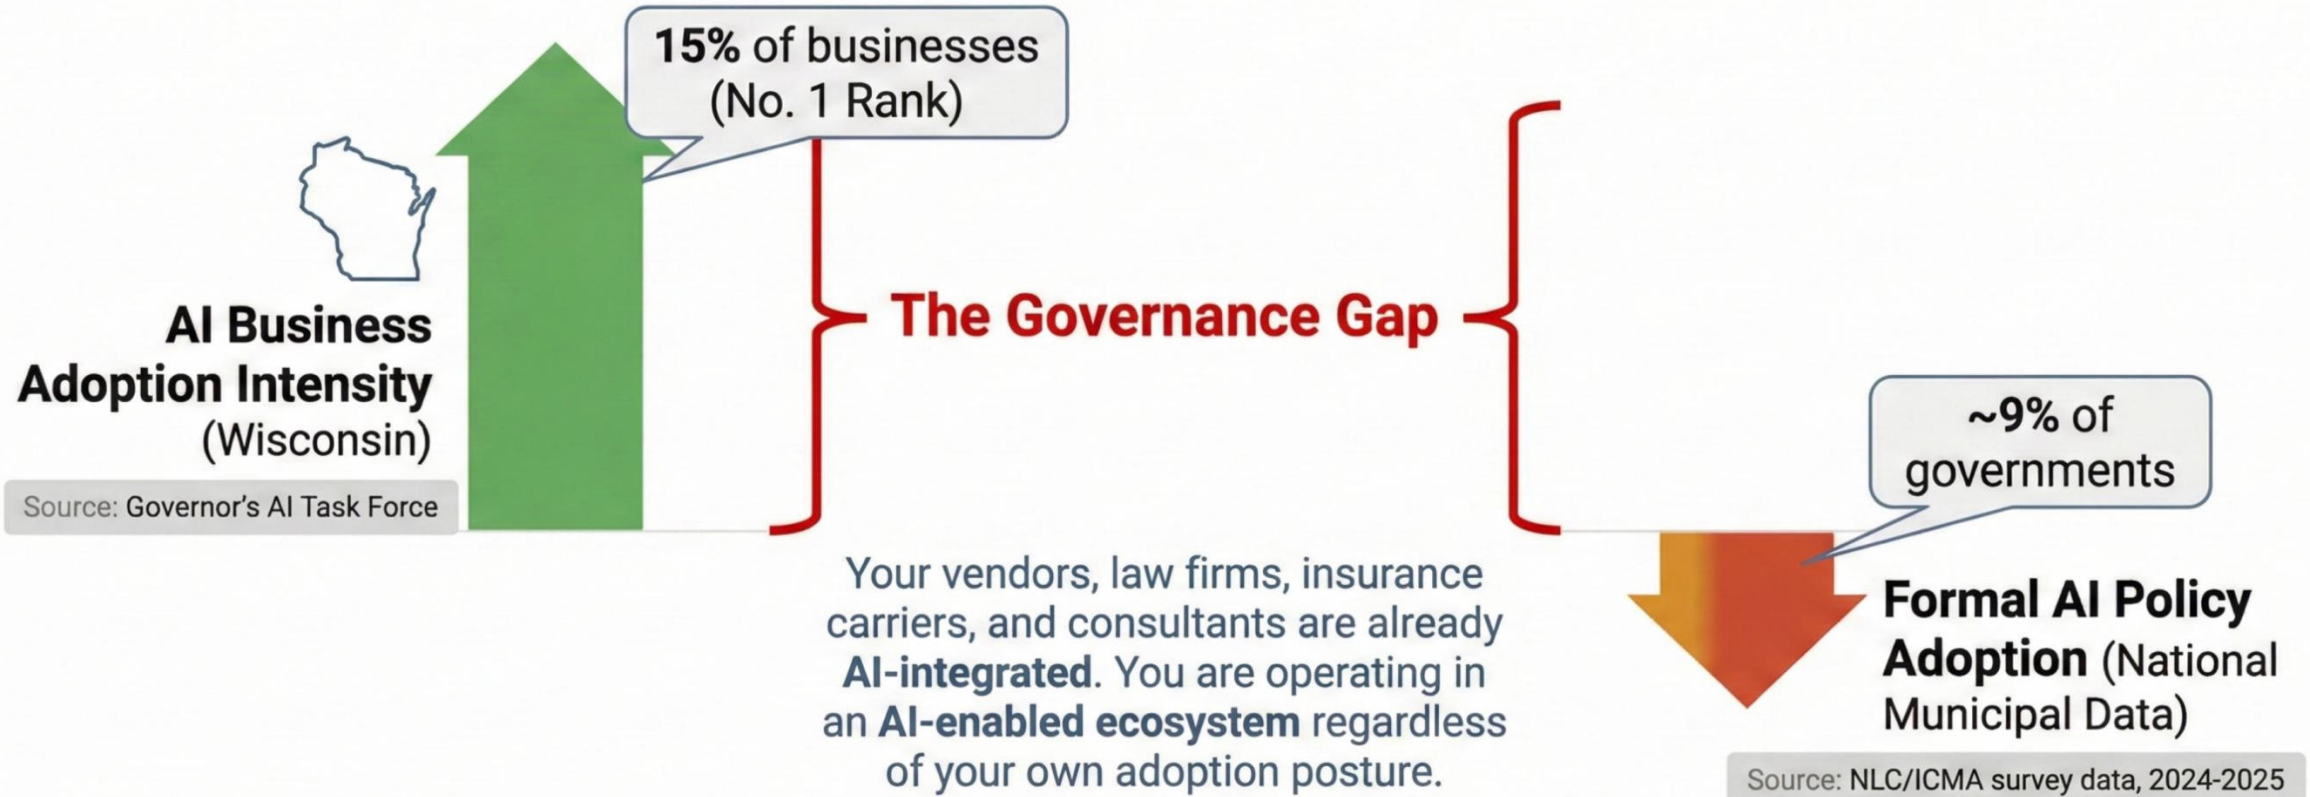 15% of businesses
(No. 1 Rank)
AI Business
Adoption Intensity
(Wisconsin)
Source: Governor’s AI Task Force
The Governance Gap
Your vendors, law firms, insurance
carriers, and consultants are already
AI-integrated. You are operating in
an AI-enabled ecosystem regardless
of your own adoption posture.
~9% of
governments
Formal AI Policy
Adoption (National
Municipal Data)
Source: NLC/ICMA survey data, 2024-2025